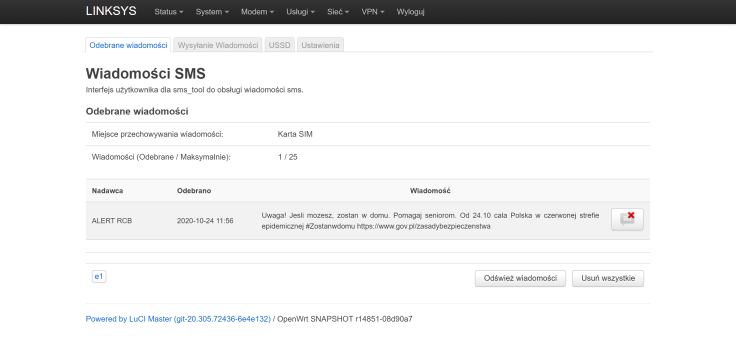 LINKSYS Status System Modem Usługi Sieć VPN Wyloguj
Odebrane wiadomości Wysyłanie Wiadomości USSD Ustawienia
Wiadomości SMS
Interfejs użytkownika dla sms_tool do obsługi wiadomości sms.
Odebrane wiadomości
Miejsce przechowywania wiadomości: Karta SIM
Wiadomości (Odebrane / Maksymalnie): 1 / 25
Nadawca Odebrano Wiadomość
ALERT RCB 2020-10-24 11:56 Uwaga! Jesli mozesz, zostan w domu. Pomagaj seniorom. Od 24.10 cala Polska w czerwonej strefie
epidemicznej #Zostanwdomu https://www.gov.pl/zasadybezpieczenstwa
e1 Odśwież wiadomości Usuń wszystkie
Powered by LuCI Master (git-20.305.72436-6e4e132) / OpenWrt SNAPSHOT r14851-08d90a7